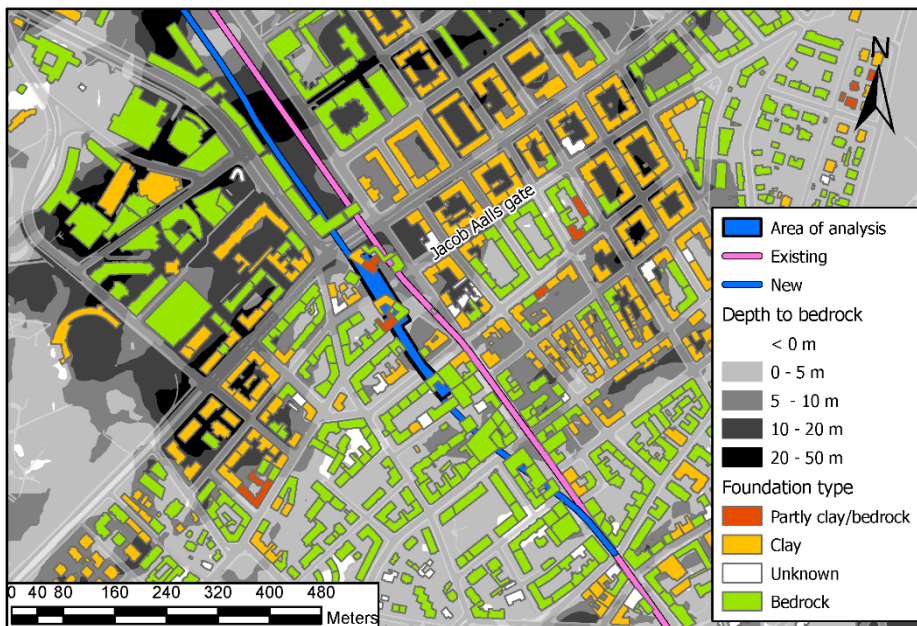 N
Jacob Aalls gate
Area of analysis
Existing
New
Depth to bedrock
< 0 m
0 - 5 m
5 - 10 m
10 - 20 m
20 - 50 m
Foundation type
Partly clay/bedrock
Clay
Unknown
Bedrock
0 40 80 160 240 320 400 480
Meters